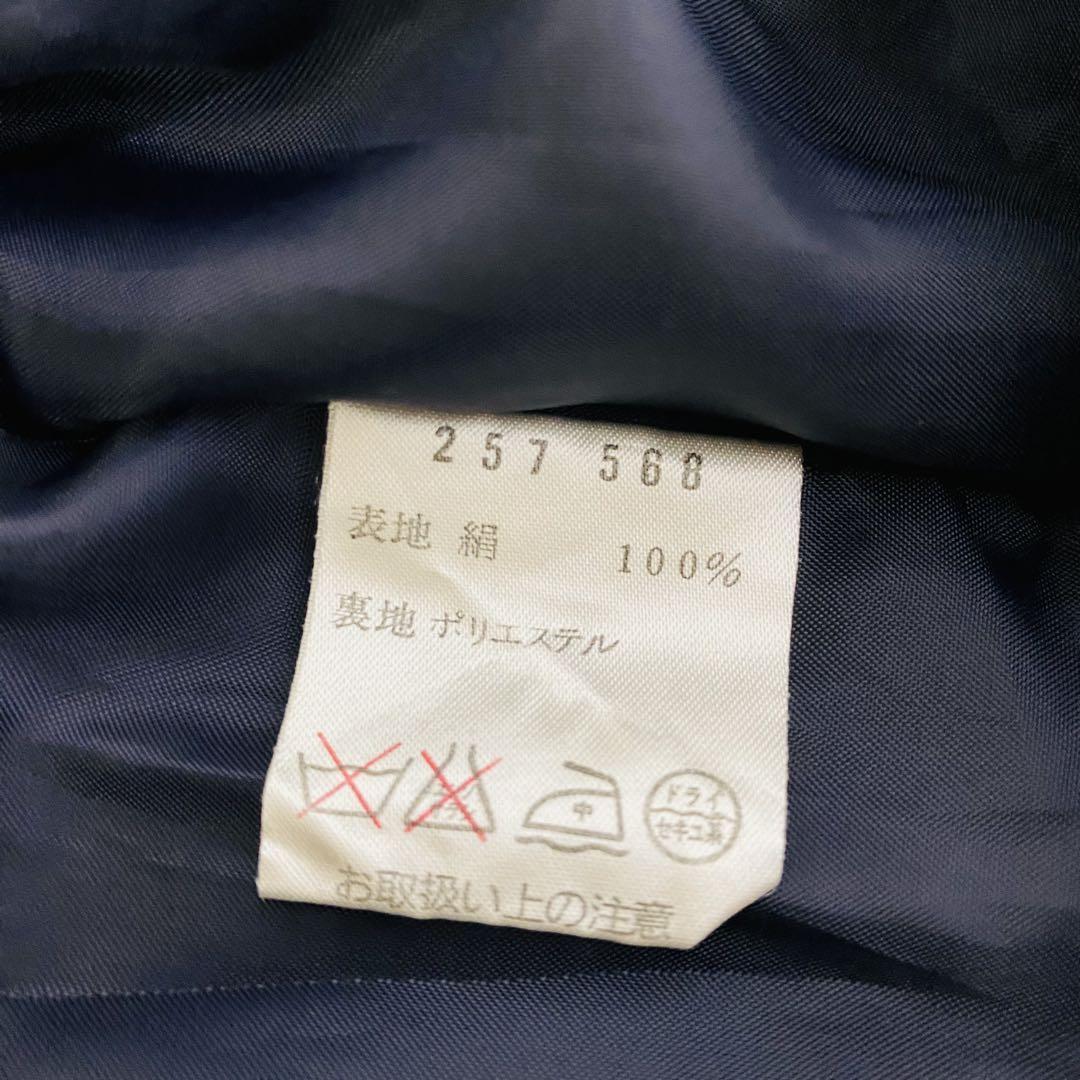 257 568
表地 絹 100%
裏地 ポリエステル
中
ドライ
セキユ系
お取扱い上の注意